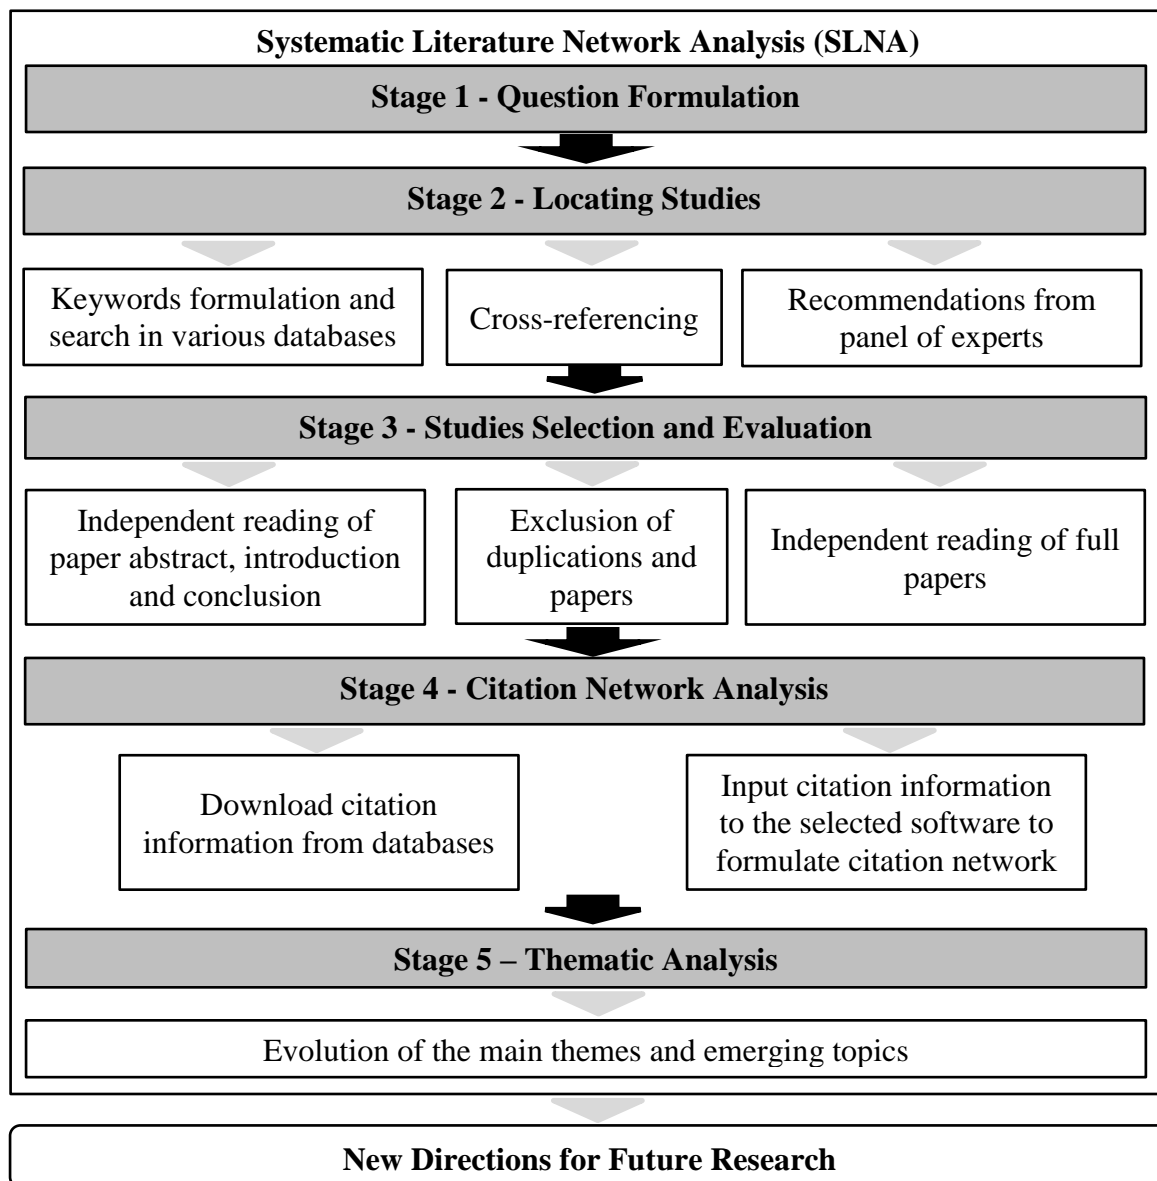 Systematic Literature Network Analysis (SLNA)
Stage 1 - Question Formulation
Stage 2 - Locating Studies
Keywords formulation and
search in various databases
Cross-referencing
Recommendations from
panel of experts
Stage 3 - Studies Selection and Evaluation
Independent reading of
paper abstract, introduction
and conclusion
Exclusion of
duplications and
papers
Independent reading of full
papers
Stage 4 - Citation Network Analysis
Download citation
information from databases
Input citation information
to the selected software to
formulate citation network
Stage 5 – Thematic Analysis
Evolution of the main themes and emerging topics
New Directions for Future Research